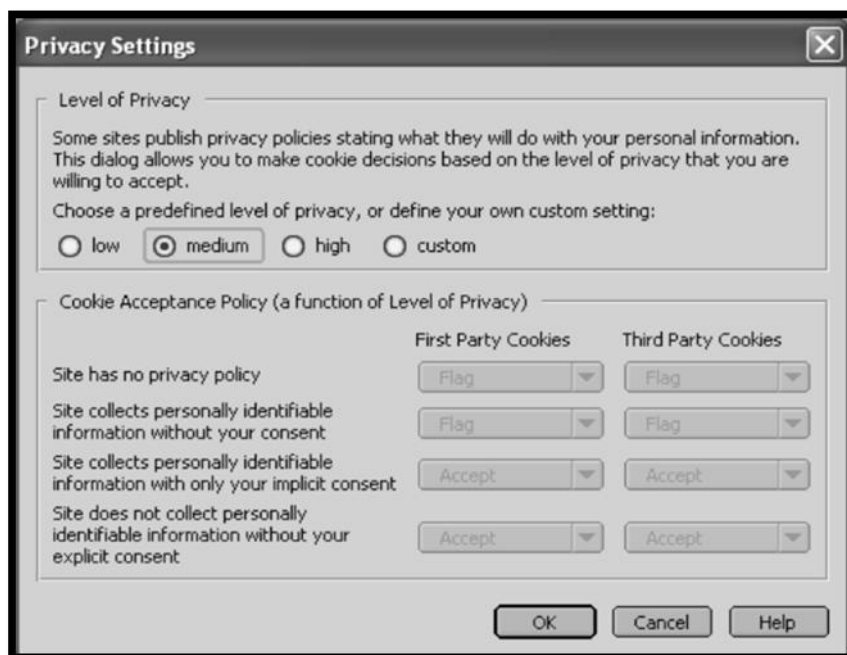 Privacy Settings
Level of Privacy
Some sites publish privacy policies stating what they will do with your personal information.
This dialog allows you to make cookie decisions based on the level of privacy that you are
willing to accept.
Choose a predefined level of privacy, or define your own custom setting:
low medium high custom
Cookie Acceptance Policy (a function of Level of Privacy)
First Party Cookies Third Party Cookies
Site has no privacy policy Flag Flag
Site collects personally identifiable
information without your consent Flag Flag
Site collects personally identifiable
information with only your implicit consent Accept Accept
Site does not collect personally
identifiable information without your
explicit consent Accept Accept
OK Cancel Help